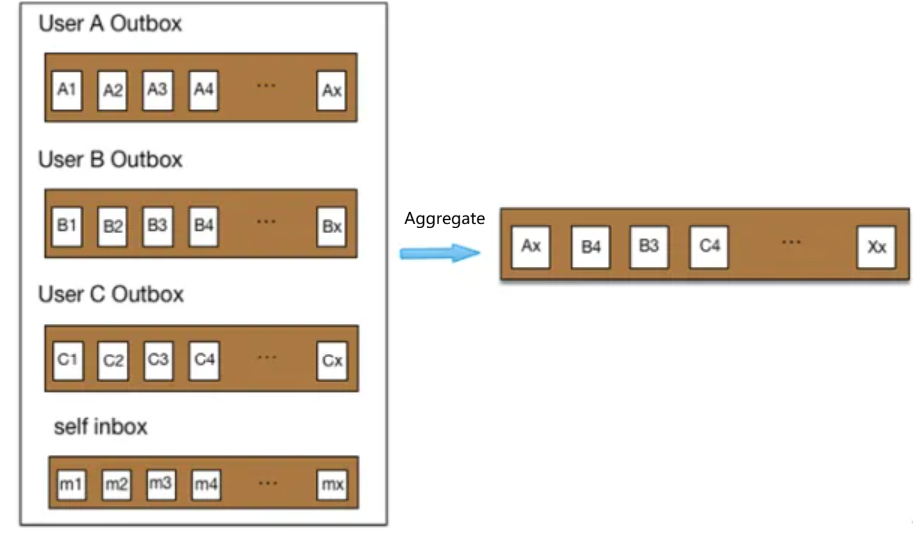 User A Outbox
A1 A2 A3 A4 ... Ax
User B Outbox
B1 B2 B3 B4 ... Bx
User C Outbox
C1 C2 C3 C4 ... Cx
self inbox
m1 m2 m3 m4 ... mx
Aggregate
Ax B4 B3 C4 ... Xx